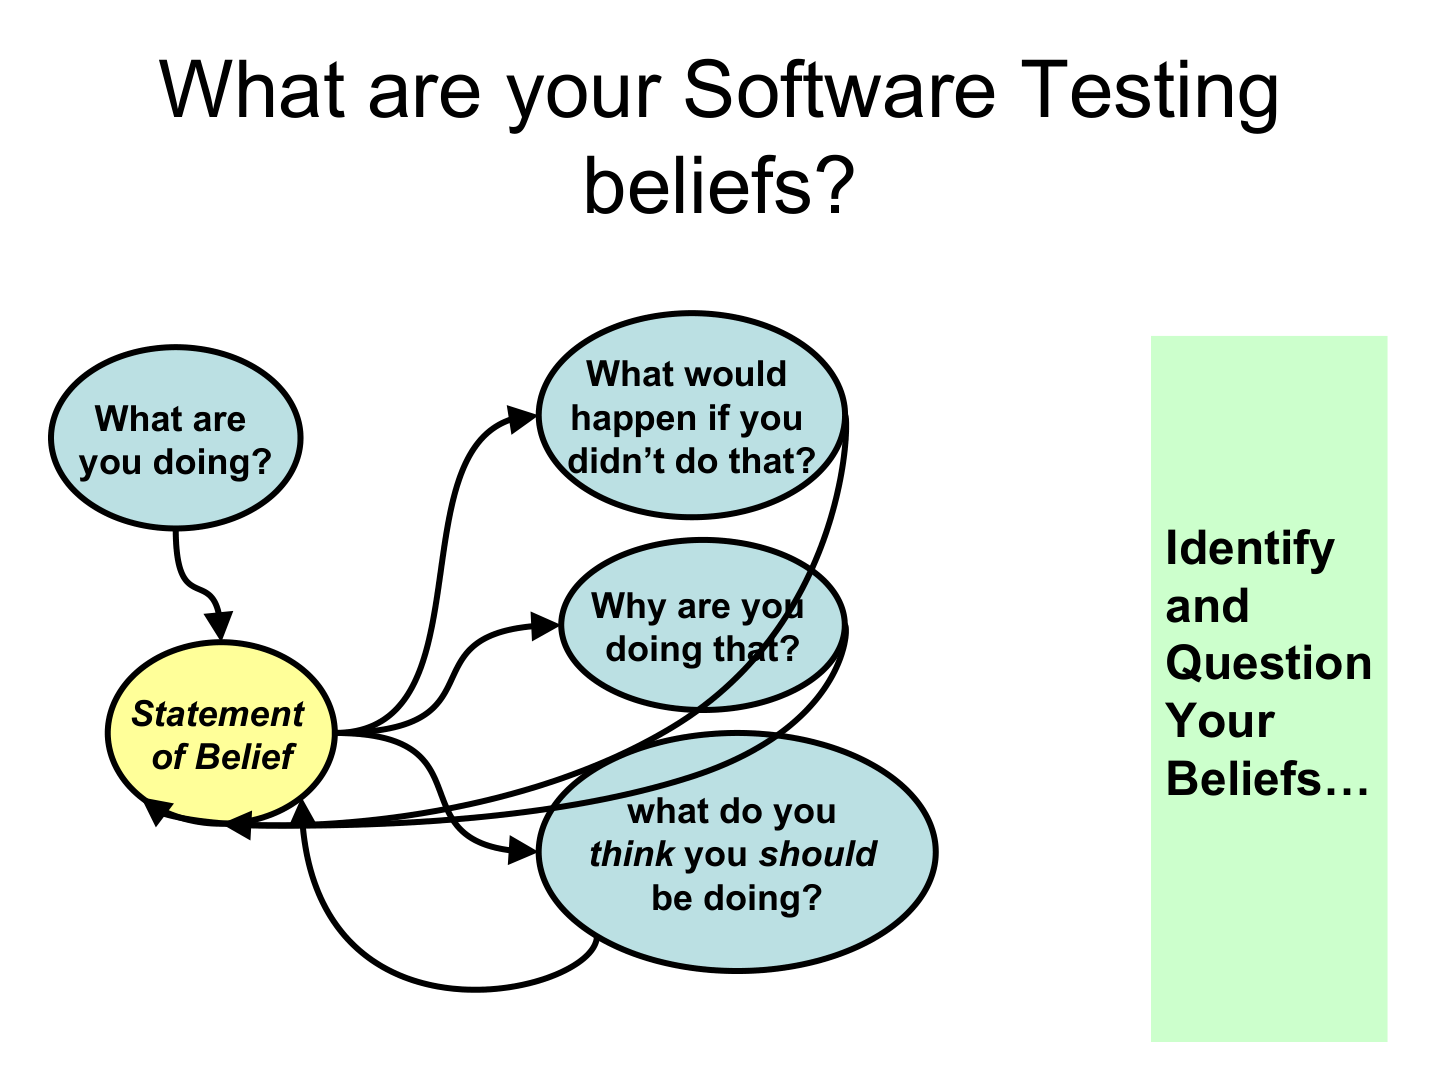 What are your Software Testing
beliefs?
What are
you doing?
Statement
of Belief
What would
happen if you
didn’t do that?
Why are you
doing that?
what do you
think you should
be doing?
Identify
and
Question
Your
Beliefs…